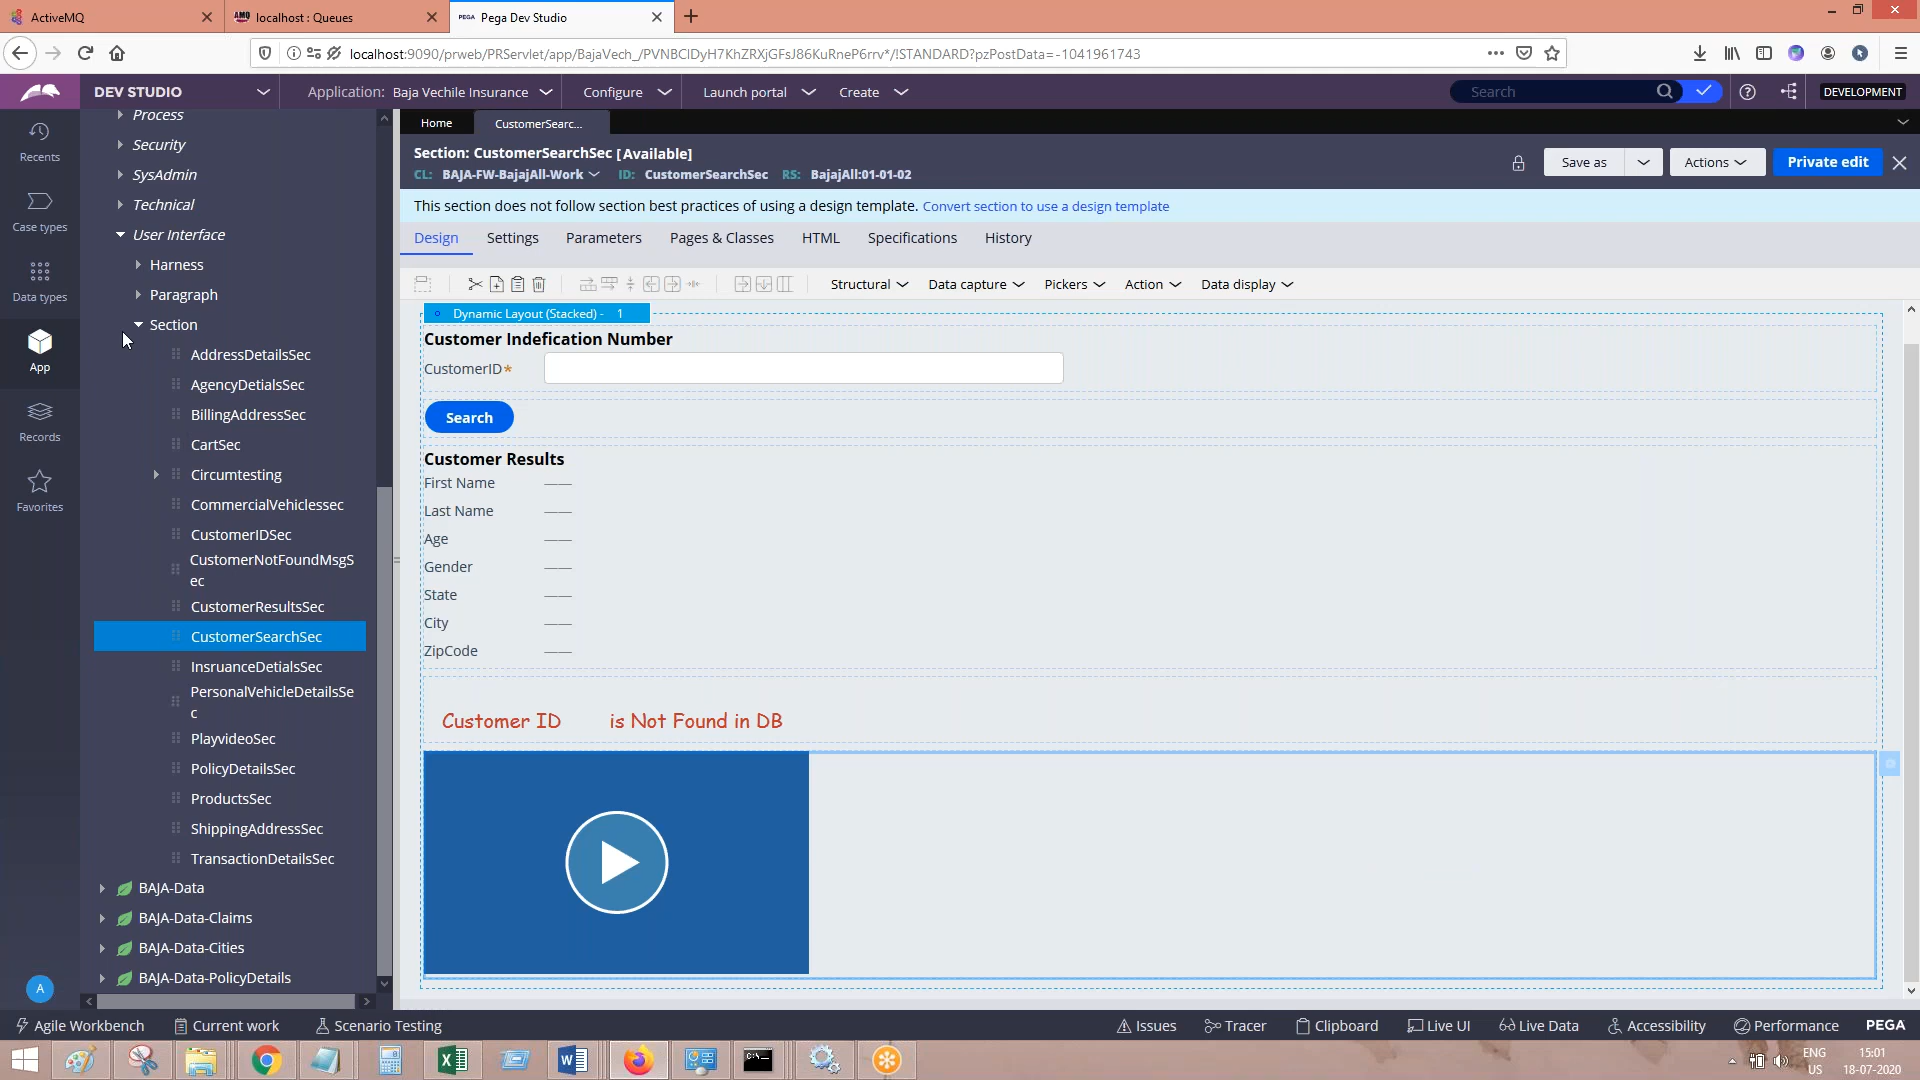 ActiveMQ
localhost : Queues
PEGA Pega Dev Studio
localhost:9090/prweb/PRServlet/app/BajaVech_/PVNBClDyH7KhZRXjGFsJ86KuRneP6rrv*/!STANDARD?pzPostData=-1041961743
DEV STUDIO
Application: Baja Vechile Insurance
Configure
Launch portal
Create
Search
DEVELOPMENT
Recents
Case types
Data types
App
Records
Favorites
A
Process
Security
SysAdmin
Technical
User Interface
Harness
Paragraph
Section
AddressDetailsSec
AgencyDetialsSec
BillingAddressSec
CartSec
Circumtesting
CommercialVehiclessec
CustomerIDSec
CustomerNotFoundMsgS
ec
CustomerResultsSec
CustomerSearchSec
InsruanceDetialsSec
PersonalVehicleDetailsSe
c
PlayvideoSec
PolicyDetailsSec
ProductsSec
ShippingAddressSec
TransactionDetailsSec
BAJA-Data
BAJA-Data-Claims
BAJA-Data-Cities
BAJA-Data-PolicyDetails
Home
CustomerSearc...
Section: CustomerSearchSec [Available]
CL: BAJA-FW-BajajAll-Work ID: CustomerSearchSec RS: BajajAll:01-01-02
Save as
Actions
Private edit
This section does not follow section best practices of using a design template. Convert section to use a design template
Design Settings Parameters Pages & Classes HTML Specifications History
Structural Data capture Pickers Action Data display
Dynamic Layout (Stacked) - 1
Customer Indefication Number
CustomerID*
Search
Customer Results
First Name ——
Last Name ——
Age ——
Gender ——
State ——
City ——
ZipCode ——
Customer ID is Not Found in DB
Agile Workbench Current work Scenario Testing
Issues Tracer Clipboard Live UI Live Data Accessibility Performance PEGA
ENG
US
15:01
18-07-2020